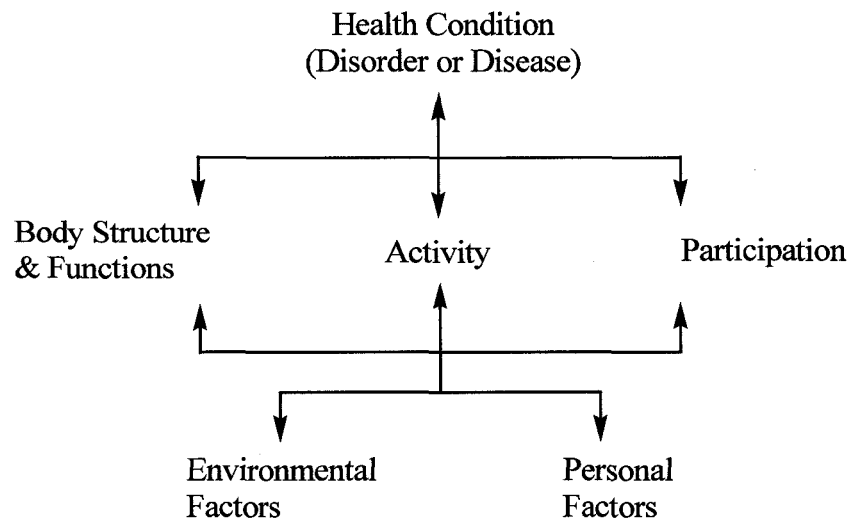 Health Condition
(Disorder or Disease)
Body Structure
& Functions
Activity
Participation
Environmental
Factors
Personal
Factors